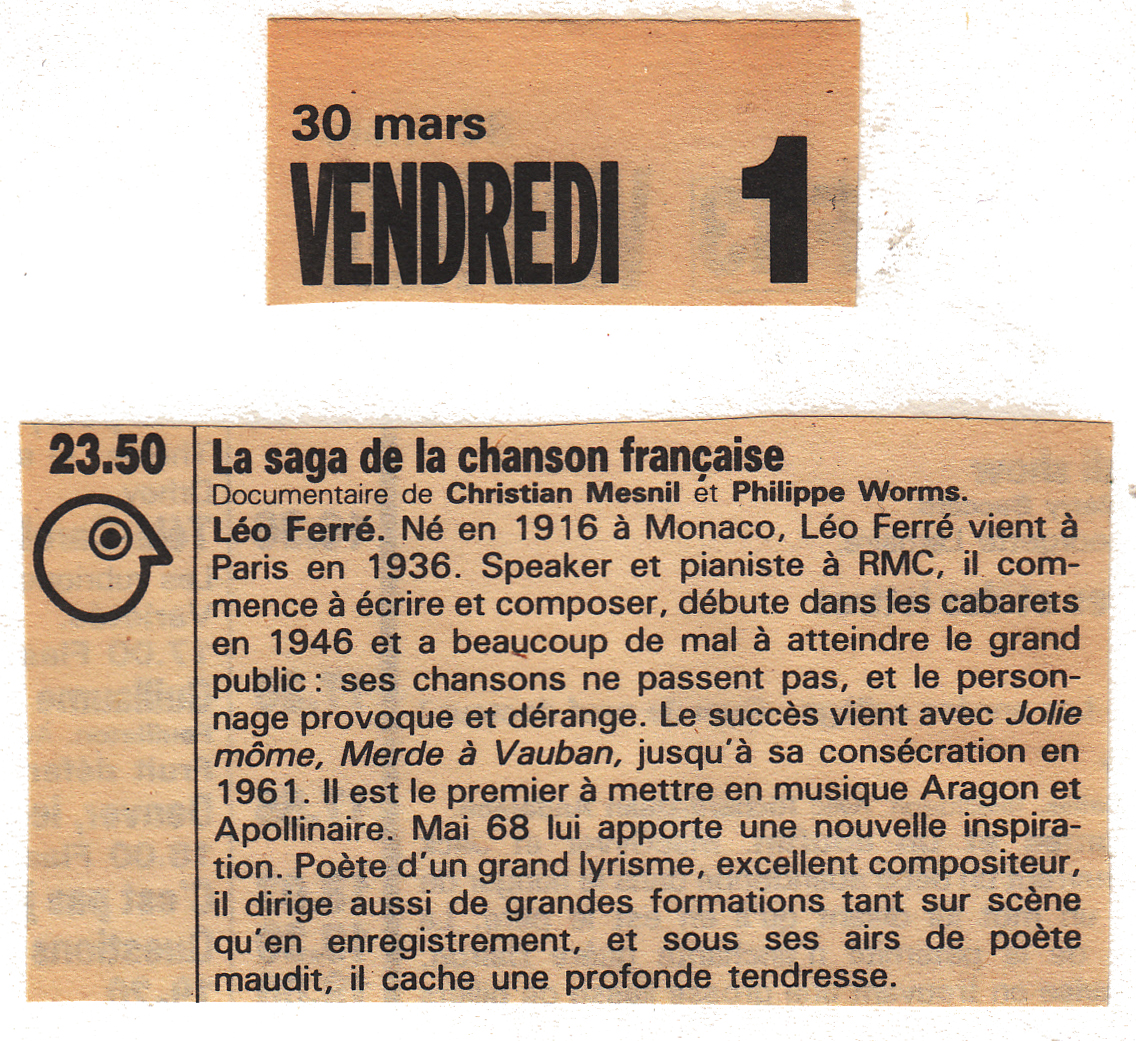 30 mars
VENDREDI 1
23.50
La saga de la chanson française
Documentaire de Christian Mesnil et Philippe Worms.
Léo Ferré. Né en 1916 à Monaco, Léo Ferré vient à
Paris en 1936. Speaker et pianiste à RMC, il com-
mence à écrire et composer, débute dans les cabarets
en 1946 et a beaucoup de mal à atteindre le grand
public : ses chansons ne passent pas, et le person-
nage provoque et dérange. Le succès vient avec Jolie
môme, Merde à Vauban, jusqu'à sa consécration en
1961. Il est le premier à mettre en musique Aragon et
Apollinaire. Mai 68 lui apporte une nouvelle inspira-
tion. Poète d'un grand lyrisme, excellent compositeur,
il dirige aussi de grandes formations tant sur scène
qu'en enregistrement, et sous ses airs de poète
maudit, il cache une profonde tendresse.